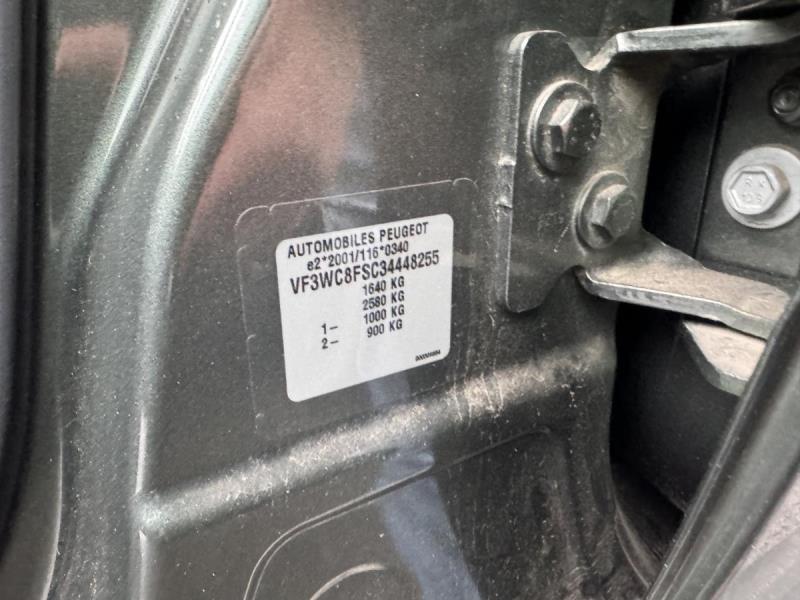 AUTOMOBILES PEUGEOT
e2*2001/116*0340
VF3WC8FSC34448255
1640 KG
2580 KG
1- 1000 KG
2- 900 KG